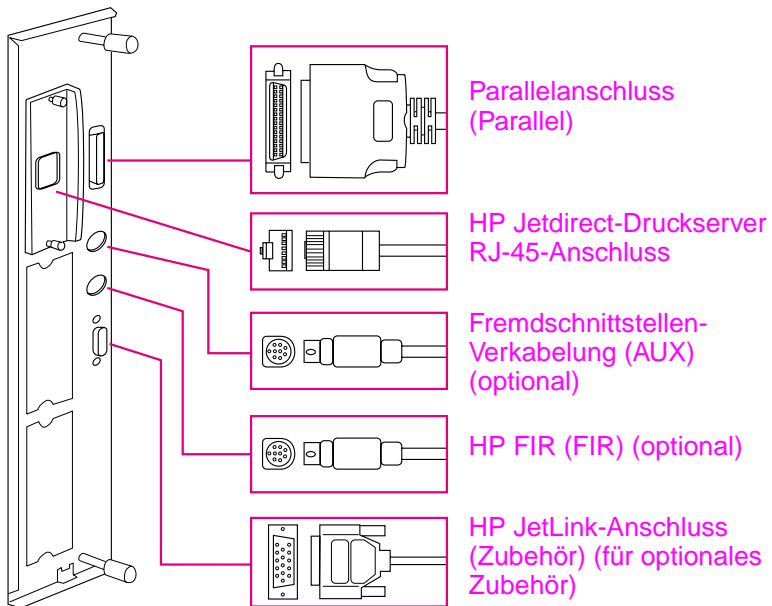 Parallelanschluss
(Parallel)
HP Jetdirect-Druckserver
RJ-45-Anschluss
Fremdschnittstellen-
Verkabelung (AUX)
(optional)
HP FIR (FIR) (optional)
HP JetLink-Anschluss
(Zubehör) (für optionales
Zubehör)